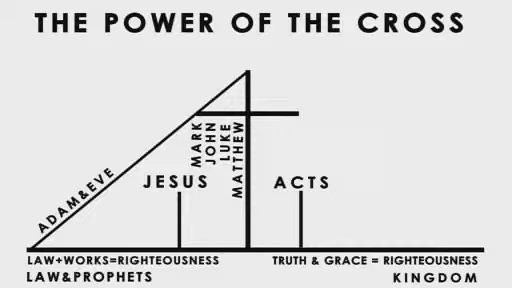 THE POWER OF THE CROSS
ADAM&EVE
MARK
JOHN
LUKE
MATTHEW
JESUS
ACTS
LAW+WORKS=RIGHTEOUSNESS
TRUTH & GRACE = RIGHTEOUSNESS
LAW&PROPHETS
KINGDOM